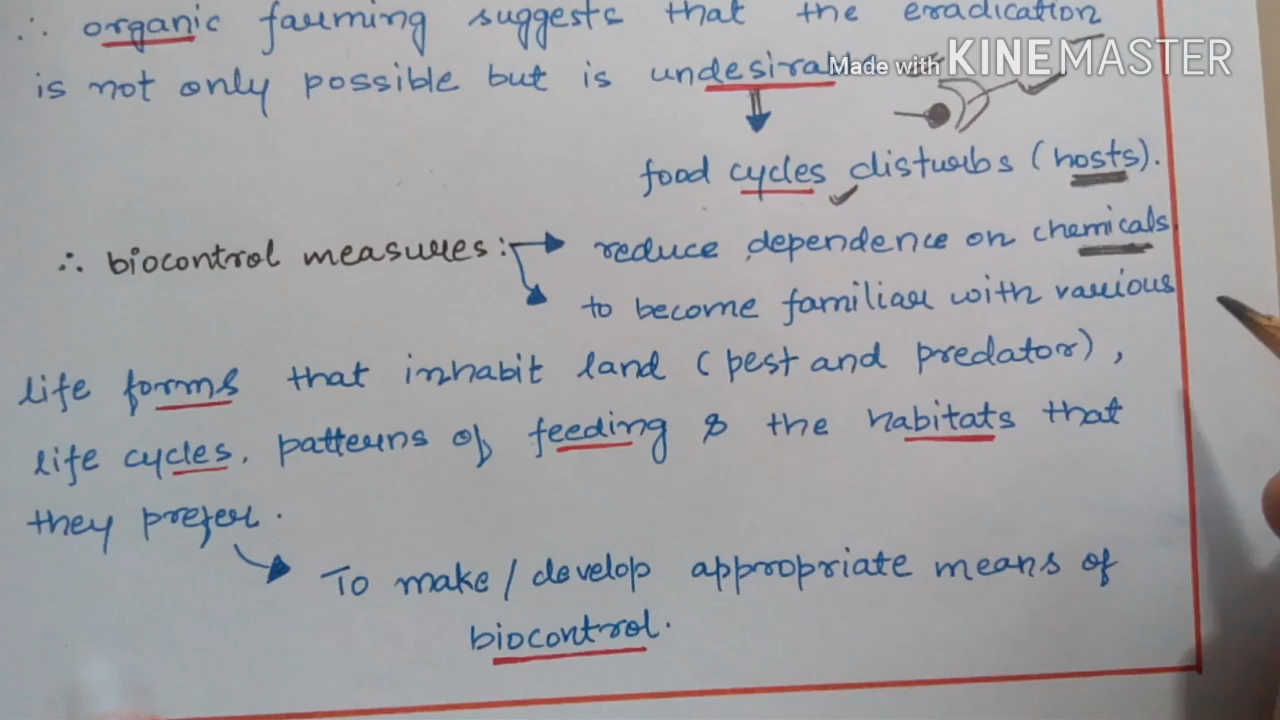 ∴ organic farming suggests that the eradication
is not only possible but is undesirable
Made with KINEMASTER
food cycles disturbs (hosts).
∴ biocontrol measures: reduce dependence on chemicals
to become familiar with various
life forms that inhabit land (pest and predator),
life cycles, patterns of feeding & the habitats that
they prefer.
To make / develop appropriate means of
biocontrol.